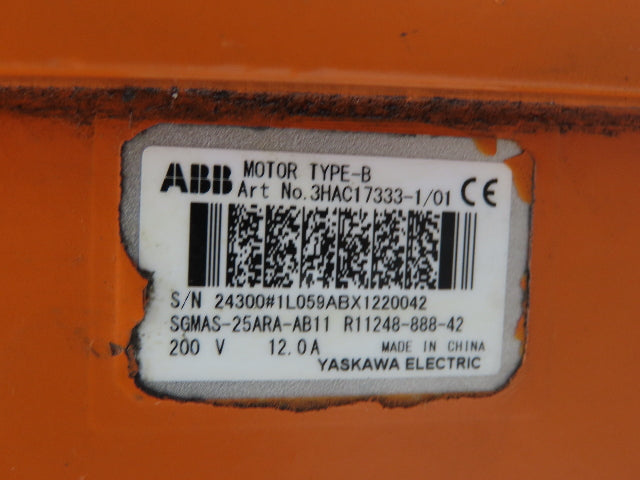 ABB MOTOR TYPE-B
Art No.3HAC17333-1/01 CE
S/N 24300#1L059ABX1220042
SGMAS-25ARA-AB11 R11248-888-42
200 V 12.0A MADE IN CHINA
YASKAWA ELECTRIC